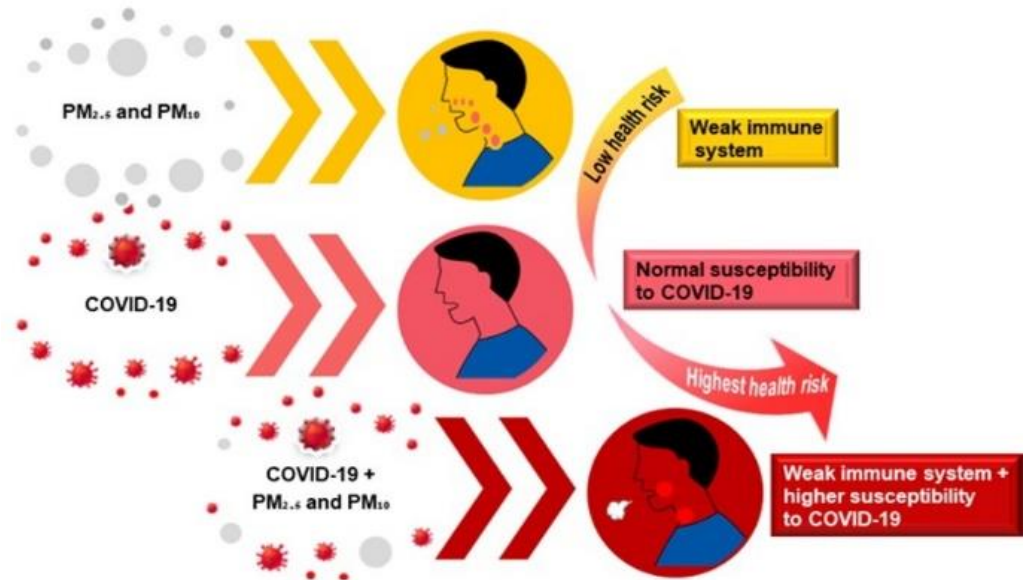 PM₂.₅ and PM₁₀
Low health risk
Weak immune
system
COVID-19
Normal susceptibility
to COVID-19
Highest health risk
COVID-19 +
PM₂.₅ and PM₁₀
Weak immune system +
higher susceptibility
to COVID-19